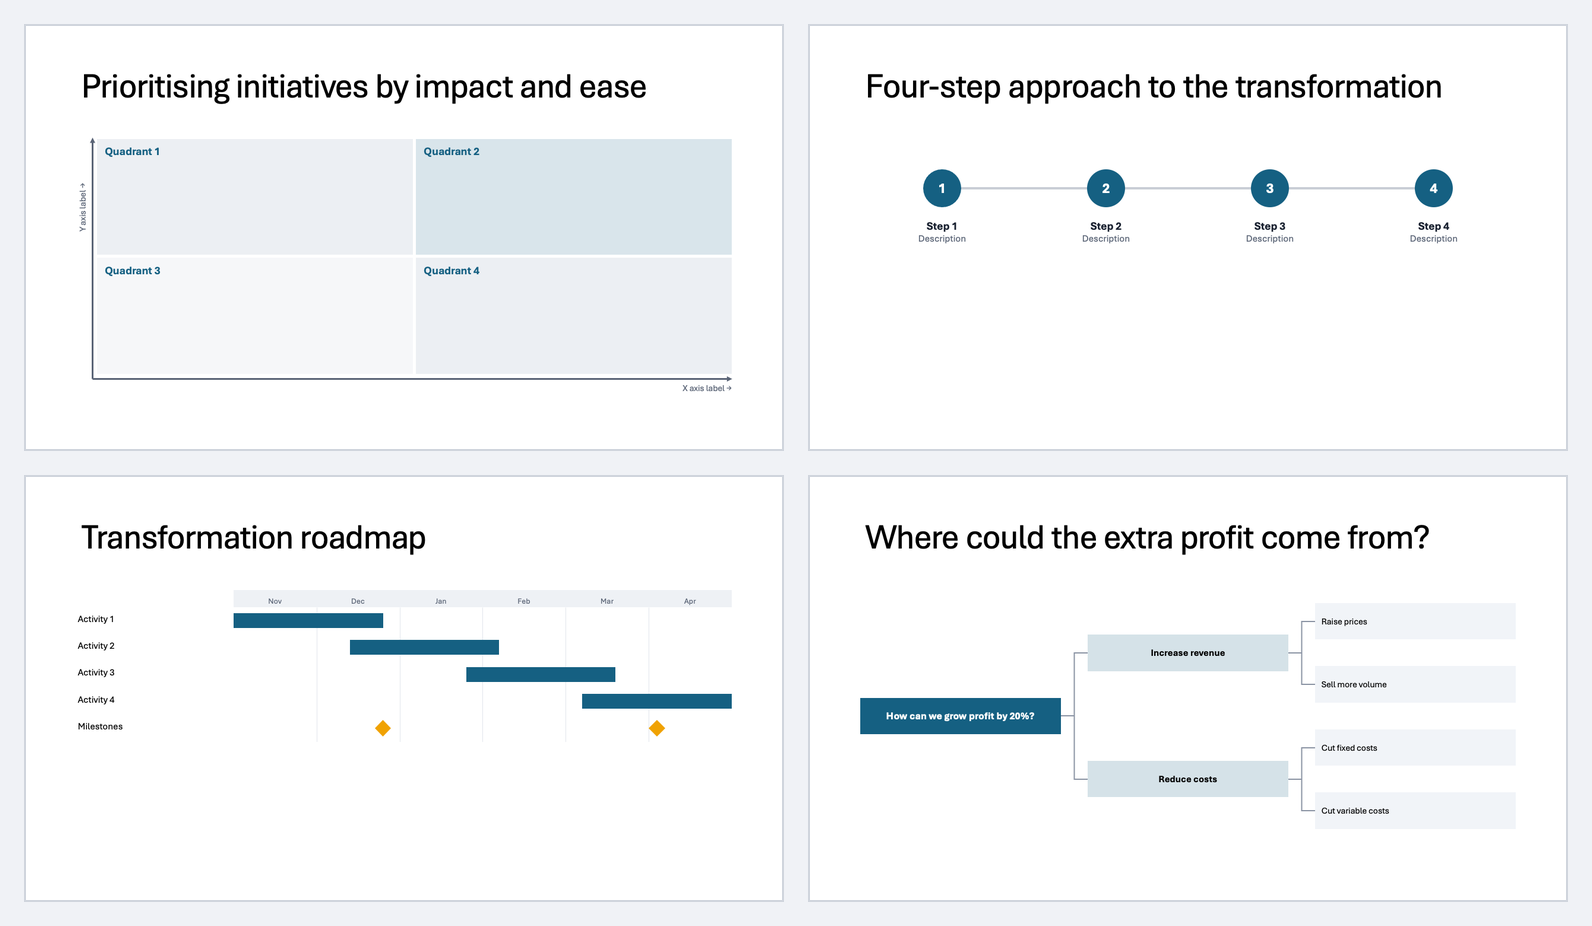 Prioritising initiatives by impact and ease
Quadrant 1
Quadrant 2
Y axis label →
Quadrant 3
Quadrant 4
X axis label →
Four-step approach to the transformation
1
2
3
4
Step 1
Step 2
Step 3
Step 4
Description
Description
Description
Description
Transformation roadmap
Nov
Dec
Jan
Feb
Mar
Apr
Activity 1
Activity 2
Activity 3
Activity 4
Milestones
Where could the extra profit come from?
How can we grow profit by 20%?
Increase revenue
Raise prices
Sell more volume
Reduce costs
Cut fixed costs
Cut variable costs